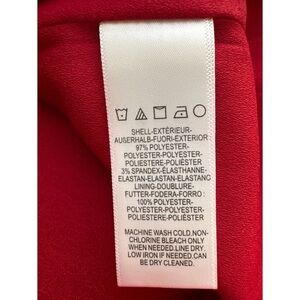 SHELL-EXTÉRIEUR-
AUßERHALB-FUORI-EXTERIOR
97% POLYESTER-
POLYESTER-POLYESTER-
POLIESTERE-POLIÉSTER
3% SPANDEX-ÉLASTHANNE-
ELASTAN-ELASTAN-ELASTANO
LINING-DOUBLURE-
FUTTER-FODERA-FORRO:
100% POLYESTER-
POLYESTER-POLYESTER-
POLIESTERE-POLIÉSTER
MACHINE WASH COLD.NON-
CHLORINE BLEACH ONLY
WHEN NEEDED.LINE DRY.
LOW IRON IF NEEDED.CAN
BE DRY CLEANED.